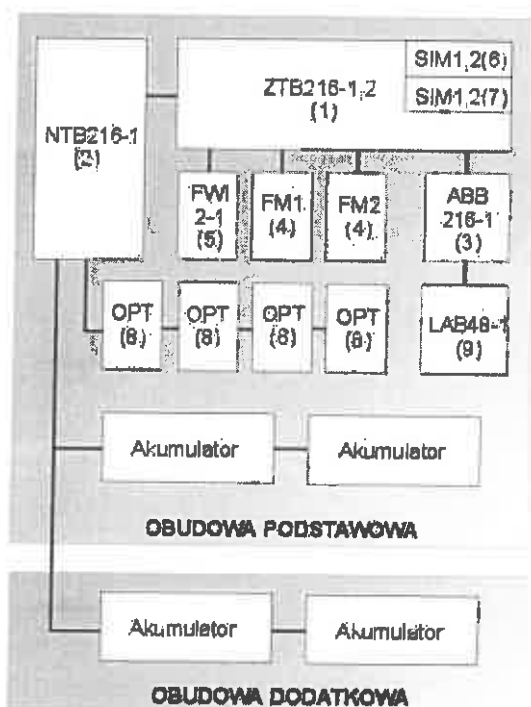 SIM1,2(6)
ZTB216-1,2
(1)
SIM1,2(7)
NTB216-1
(2)
FWI
2-1
(5)
FM1
(4)
FM2
(4)
ABB
216-1
(3)
OPT
(8)
OPT
(8)
OPT
(8)
OPT
(8)
LAB48-1
(9)
Akumulator
Akumulator
OBUDOWA PODSTAWOWA
Akumulator
Akumulator
OBUDOWA DODATKOWA